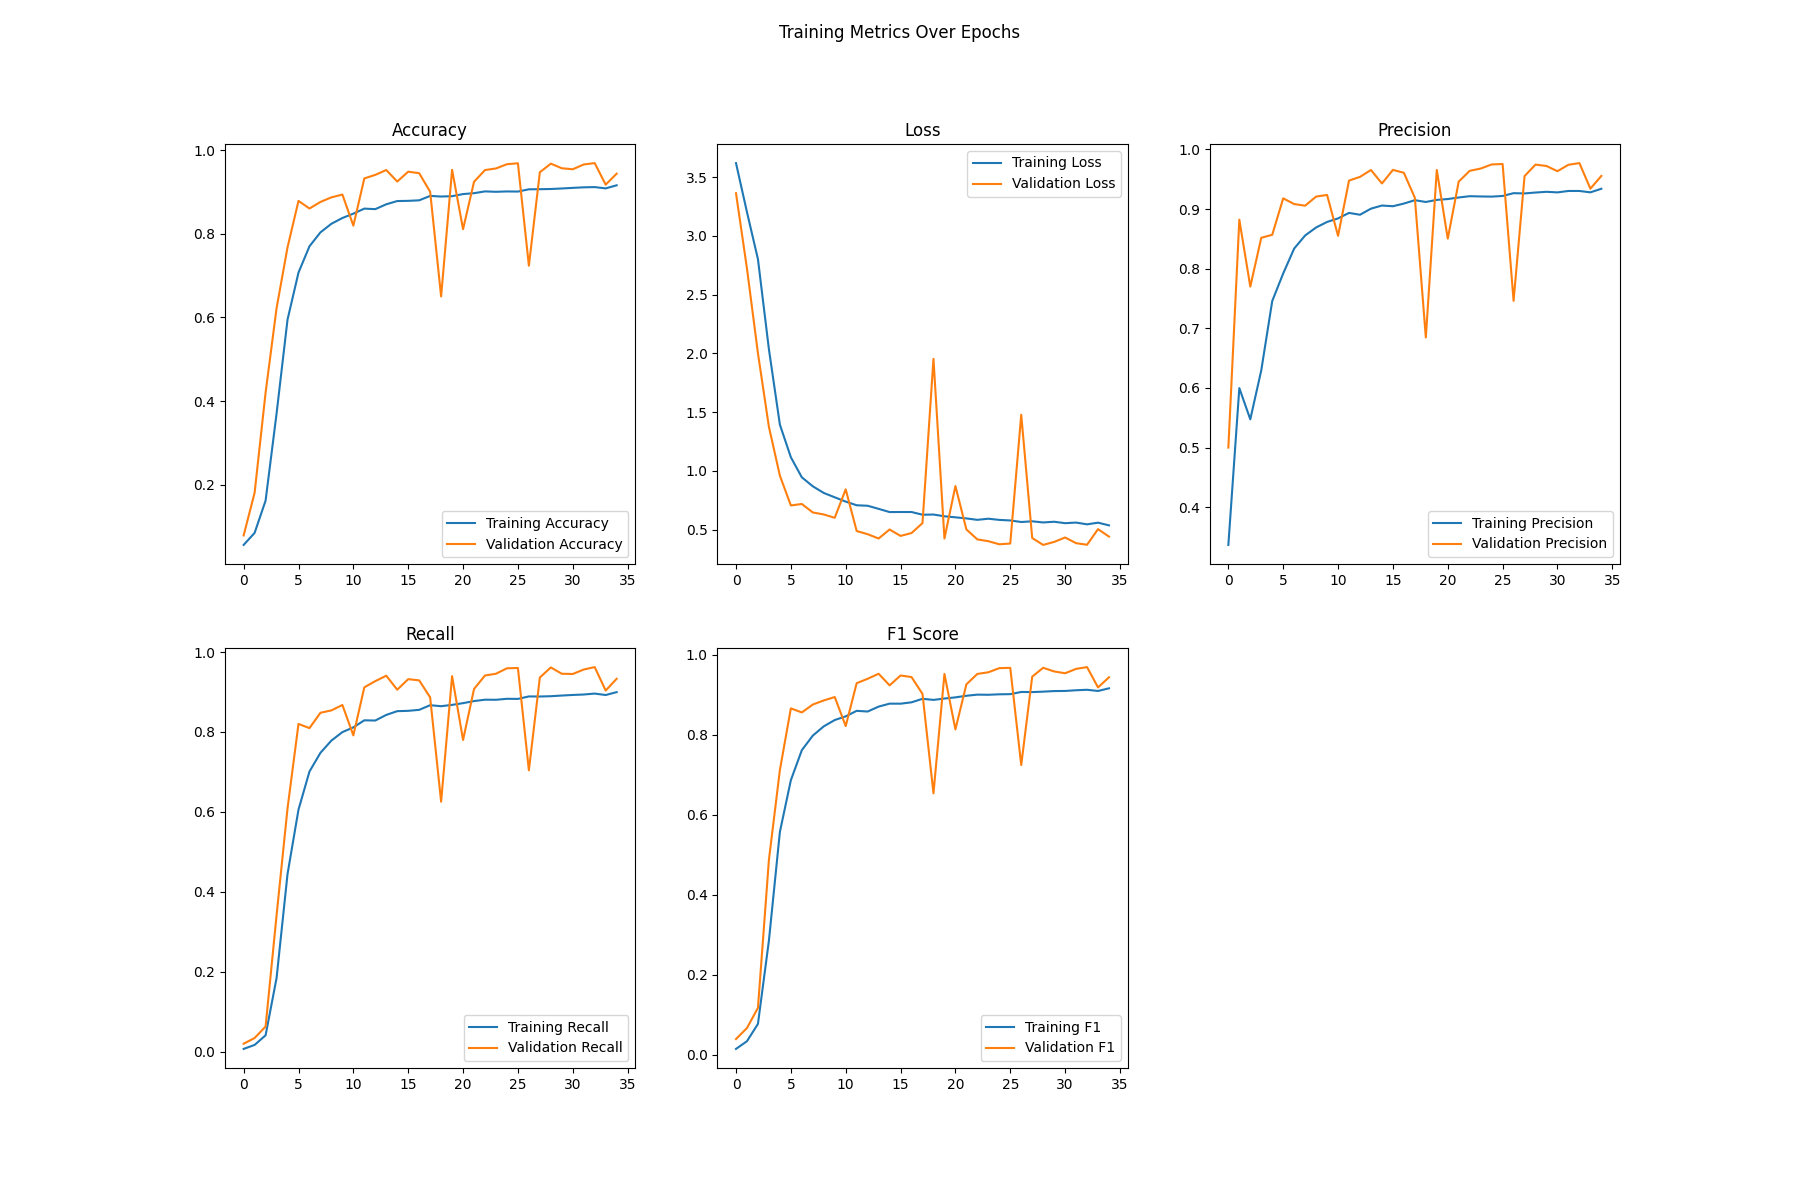 Training Metrics Over Epochs
Accuracy
1.0
0.8
0.6
0.4
0.2
0 5 10 15 20 25 30 35
Training Accuracy
Validation Accuracy
Loss
3.5
3.0
2.5
2.0
1.5
1.0
0.5
0 5 10 15 20 25 30 35
Training Loss
Validation Loss
Precision
1.0
0.9
0.8
0.7
0.6
0.5
0.4
0 5 10 15 20 25 30 35
Training Precision
Validation Precision
Recall
1.0
0.8
0.6
0.4
0.2
0.0
0 5 10 15 20 25 30 35
Training Recall
Validation Recall
F1 Score
1.0
0.8
0.6
0.4
0.2
0.0
0 5 10 15 20 25 30 35
Training F1
Validation F1